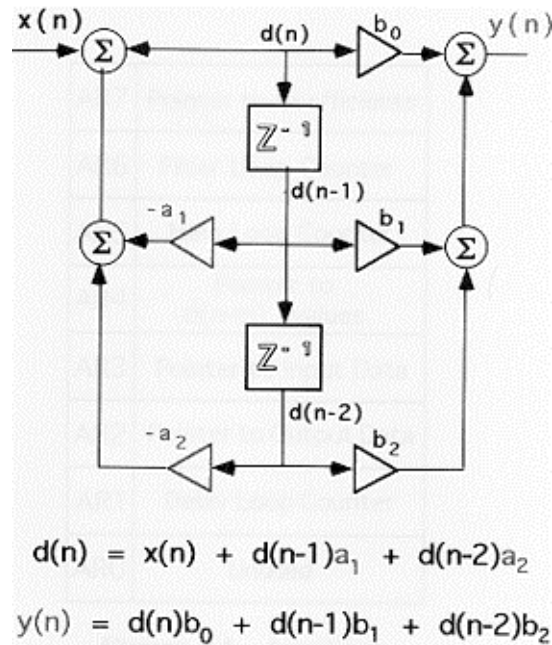 x(n) d(n) b₀ y(n)
Σ Σ
Z⁻¹
d(n-1)
-a₁ b₁
Σ Σ
Z⁻¹
d(n-2)
-a₂ b₂
d(n) = x(n) + d(n-1)a₁ + d(n-2)a₂
y(n) = d(n)b₀ + d(n-1)b₁ + d(n-2)b₂